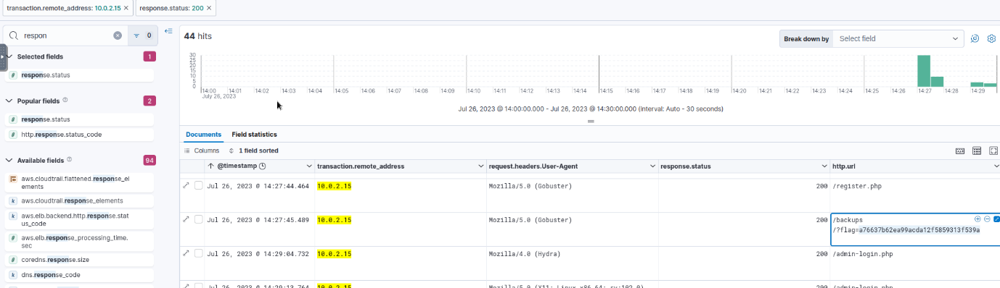 transaction.remote_address: 10.0.2.15 ×   response.status: 200 ×
respon   0
44 hits
Break down by   Select field
Selected fields   1
response.status
Popular fields   2
response.status
http.response.status_code
Available fields   94
aws.cloudtrail.flattened.response_el
ements
aws.cloudtrail.response_elements
aws.elb.backend.http.response.stat
us_code
aws.elb.response_processing_time.
sec
coredns.response.size
dns.response_code
30
25
20
15
10
5
0
14:00 14:01 14:02 14:03 14:04 14:05 14:06 14:07 14:08 14:09 14:10 14:11 14:12 14:13 14:14 14:15 14:16 14:17 14:18 14:19 14:20 14:21 14:22 14:23 14:24 14:25 14:26 14:27 14:28 14:29
July 26, 2023
Jul 26, 2023 @ 14:00:00.000 - Jul 26, 2023 @ 14:30:00.000 (interval: Auto - 30 seconds)
Documents   Field statistics
Columns   1 field sorted
@timestamp   transaction.remote_address   request.headers.User-Agent   response.status   http.url
Jul 26, 2023 @ 14:27:44.464   10.0.2.15   Mozilla/5.0 (Gobuster)   200   /register.php
Jul 26, 2023 @ 14:27:45.489   10.0.2.15   Mozilla/5.0 (Gobuster)   200   /backups
/?flag=a76637b62ea99acda12f5859313f539a
Jul 26, 2023 @ 14:29:04.732   10.0.2.15   Mozilla/4.0 (Hydra)   200   /admin-login.php
Jul 26, 2023 @ 14:29:13.764   10.0.2.15   Mozilla/5.0 (X11; Linux x86_64; rv:102.0)   200   /admin-login.php